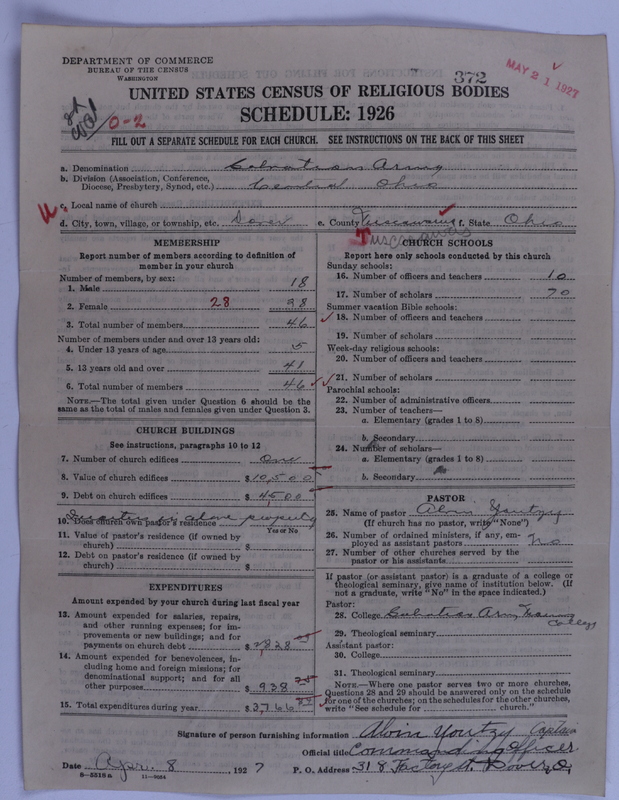 DEPARTMENT OF COMMERCE
BUREAU OF THE CENSUS
WASHINGTON
372
MAY 21 1927
UNITED STATES CENSUS OF RELIGIOUS BODIES
SCHEDULE: 1926
0-2
FILL OUT A SEPARATE SCHEDULE FOR EACH CHURCH. SEE INSTRUCTIONS ON THE BACK OF THIS SHEET
a. Denomination Salvation Army
b. Division (Association, Conference, Diocese, Presbytery, Synod, etc.) Central Ohio
c. Local name of church
d. City, town, village, or township, etc. Dover e. County Tuscarawas f. State Ohio
Tuscarawas
MEMBERSHIP
Report number of members according to definition of member in your church
Number of members, by sex:
1. Male 18
2. Female 28 28
3. Total number of members 46
Number of members under and over 13 years old:
4. Under 13 years of age 5
5. 13 years old and over 41
6. Total number of members 46
NOTE.—The total given under Question 6 should be the same as the total of males and females given under Question 3.
CHURCH BUILDINGS
See instructions, paragraphs 10 to 12
7. Number of church edifices One
8. Value of church edifices $10,500
9. Debt on church edifices $4500
in above property
10. Does church own pastor's residence
Yes or No
11. Value of pastor's residence (if owned by church) $
12. Debt on pastor's residence (if owned by church) $
EXPENDITURES
Amount expended by your church during last fiscal year
13. Amount expended for salaries, repairs, and other running expenses; for improvements or new buildings; and for payments on church debt $2828
14. Amount expended for benevolences, including home and foreign missions; for denominational support; and for all other purposes $938
15. Total expenditures during year $3766
CHURCH SCHOOLS
Report here only schools conducted by this church
Sunday schools:
16. Number of officers and teachers 10
17. Number of scholars 70
Summer vacation Bible schools:
18. Number of officers and teachers
19. Number of scholars
Week-day religious schools:
20. Number of officers and teachers
21. Number of scholars
Parochial schools:
22. Number of administrative officers
23. Number of teachers—
a. Elementary (grades 1 to 8)
b. Secondary
24. Number of scholars—
a. Elementary (grades 1 to 8)
b. Secondary
PASTOR
25. Name of pastor Alvin Youtzy
(If church has no pastor, write "None")
26. Number of ordained ministers, if any, employed as assistant pastors No
27. Number of other churches served by the pastor or his assistants
If pastor (or assistant pastor) is a graduate of a college or theological seminary, give name of institution below. (If not a graduate, write "No" in the space indicated.)
Pastor:
28. College Salvation Army Training College
29. Theological seminary
Assistant pastor:
30. College
31. Theological seminary
NOTE.—Where one pastor serves two or more churches, Questions 28 and 29 should be answered only on the schedule for one of the churches; on the schedules for the other churches, write "See schedule for church."
Signature of person furnishing information Alvin Youtzy Captain
Official title Commanding Officer
Date Apr. 8, 1927 P. O. Address 318 Factory St. Dover, O.
8-5318a 11-9054